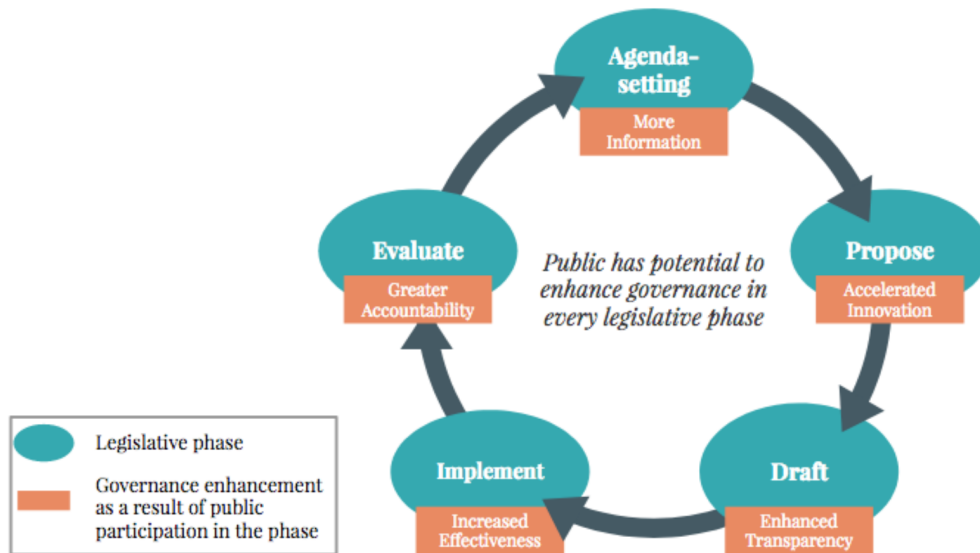 Agenda-
setting
More
Information
Propose
Accelerated
Innovation
Draft
Enhanced
Transparency
Implement
Increased
Effectiveness
Evaluate
Greater
Accountability
Public has potential to
enhance governance in
every legislative phase
Legislative phase
Governance enhancement
as a result of public
participation in the phase